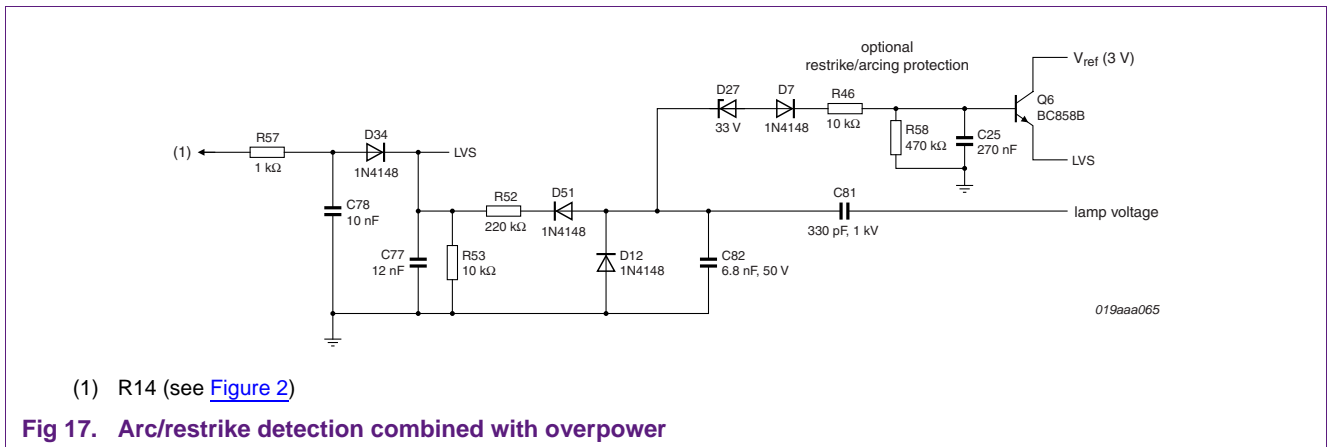 optional
restrike/arcing protection
Vref (3 V)
D27
33 V
D7
1N4148
R46
10 kΩ
R58
470 kΩ
C25
270 nF
Q6
BC858B
LVS
(1)
R57
1 kΩ
D34
1N4148
LVS
C78
10 nF
R52
220 kΩ
D51
1N4148
C81
330 pF, 1 kV
lamp voltage
C77
12 nF
R53
10 kΩ
D12
1N4148
C82
6.8 nF, 50 V
019aaa065
(1) R14 (see Figure 2)
Fig 17. Arc/restrike detection combined with overpower